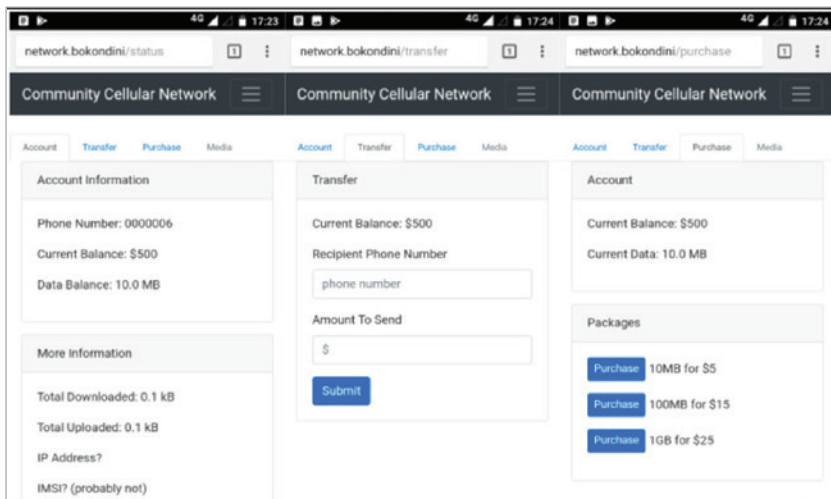 4G 17:23
network.bokondini/status 1
Community Cellular Network
Account Transfer Purchase Media
Account Information
Phone Number: 0000006
Current Balance: $500
Data Balance: 10.0 MB
More Information
Total Downloaded: 0.1 kB
Total Uploaded: 0.1 kB
IP Address?
IMSI? (probably not)
4G 17:24
network.bokondini/transfer 1
Community Cellular Network
Account Transfer Purchase Media
Transfer
Current Balance: $500
Recipient Phone Number
phone number
Amount To Send
$
Submit
4G 17:24
network.bokondini/purchase 1
Community Cellular Network
Account Transfer Purchase Media
Account
Current Balance: $500
Current Data: 10.0 MB
Packages
Purchase 10MB for $5
Purchase 100MB for $15
Purchase 1GB for $25